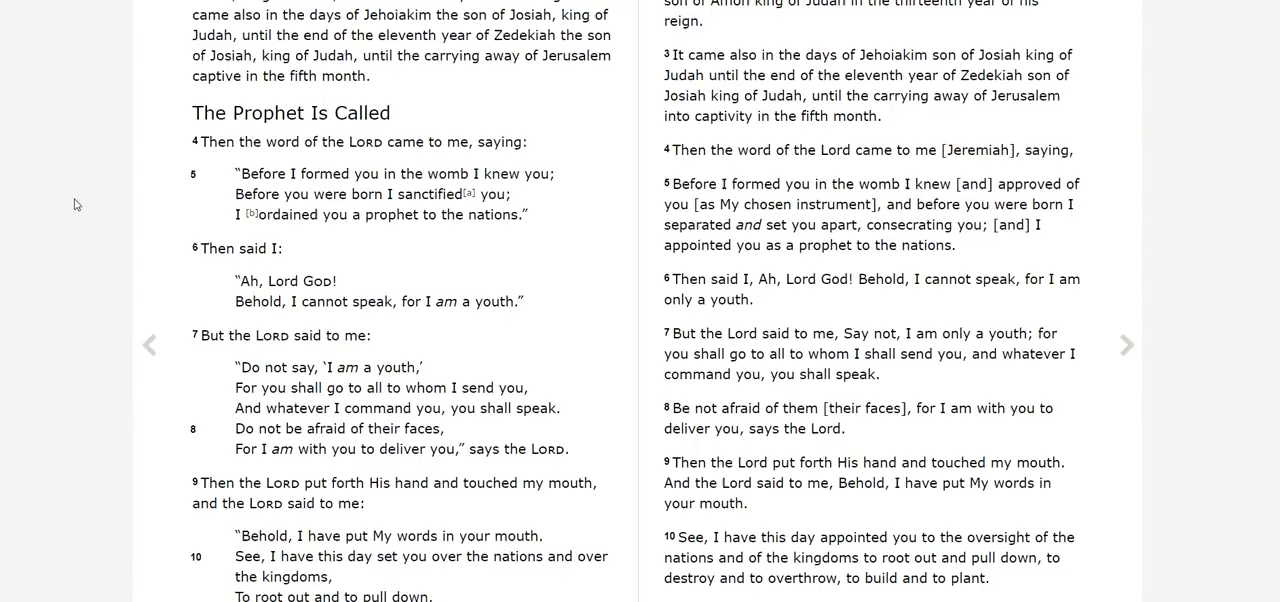 came also in the days of Jehoiakim the son of Josiah, king of
Judah, until the end of the eleventh year of Zedekiah the son
of Josiah, king of Judah, until the carrying away of Jerusalem
captive in the fifth month.
The Prophet Is Called
4 Then the word of the LORD came to me, saying:
5 “Before I formed you in the womb I knew you;
Before you were born I sanctified[a] you;
I [b]ordained you a prophet to the nations.”
6 Then said I:
“Ah, Lord GOD!
Behold, I cannot speak, for I am a youth.”
7 But the LORD said to me:
“Do not say, ‘I am a youth,’
For you shall go to all to whom I send you,
And whatever I command you, you shall speak.
8 Do not be afraid of their faces,
For I am with you to deliver you,” says the LORD.
9 Then the LORD put forth His hand and touched my mouth,
and the LORD said to me:
“Behold, I have put My words in your mouth.
10 See, I have this day set you over the nations and over
the kingdoms,
To root out and to pull down,
son of Amon king of Judah in the thirteenth year of his
reign.
3 It came also in the days of Jehoiakim son of Josiah king of
Judah until the end of the eleventh year of Zedekiah son of
Josiah king of Judah, until the carrying away of Jerusalem
into captivity in the fifth month.
4 Then the word of the Lord came to me [Jeremiah], saying,
5 Before I formed you in the womb I knew [and] approved of
you [as My chosen instrument], and before you were born I
separated and set you apart, consecrating you; [and] I
appointed you as a prophet to the nations.
6 Then said I, Ah, Lord God! Behold, I cannot speak, for I am
only a youth.
7 But the Lord said to me, Say not, I am only a youth; for
you shall go to all to whom I shall send you, and whatever I
command you, you shall speak.
8 Be not afraid of them [their faces], for I am with you to
deliver you, says the Lord.
9 Then the Lord put forth His hand and touched my mouth.
And the Lord said to me, Behold, I have put My words in
your mouth.
10 See, I have this day appointed you to the oversight of the
nations and of the kingdoms to root out and pull down, to
destroy and to overthrow, to build and to plant.